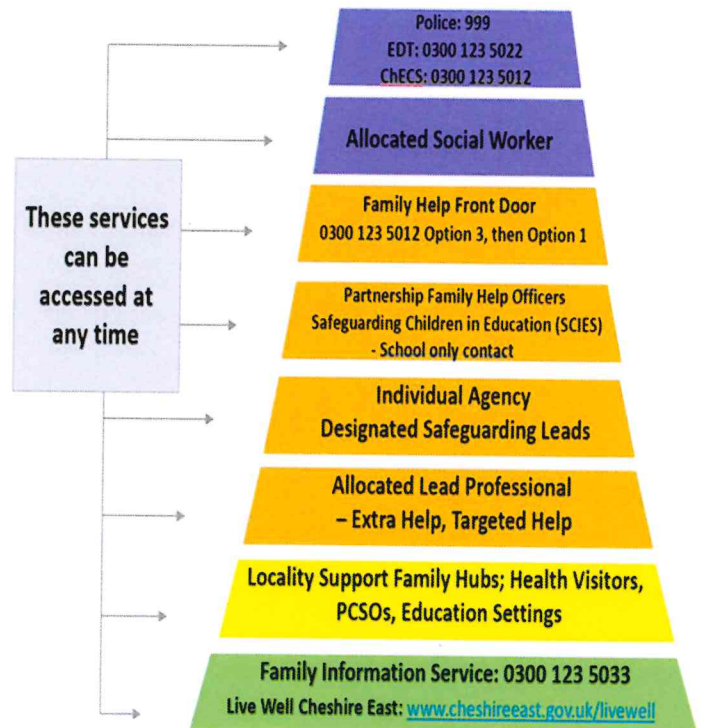 Police: 999
EDT: 0300 123 5022
ChECS: 0300 123 5012
Allocated Social Worker
These services
can be
accessed at
any time
Family Help Front Door
0300 123 5012 Option 3, then Option 1
Partnership Family Help Officers
Safeguarding Children in Education (SCIES)
- School only contact
Individual Agency
Designated Safeguarding Leads
Allocated Lead Professional
– Extra Help, Targeted Help
Locality Support Family Hubs; Health Visitors,
PCSOs, Education Settings
Family Information Service: 0300 123 5033
Live Well Cheshire East: www.cheshireeast.gov.uk/livewell